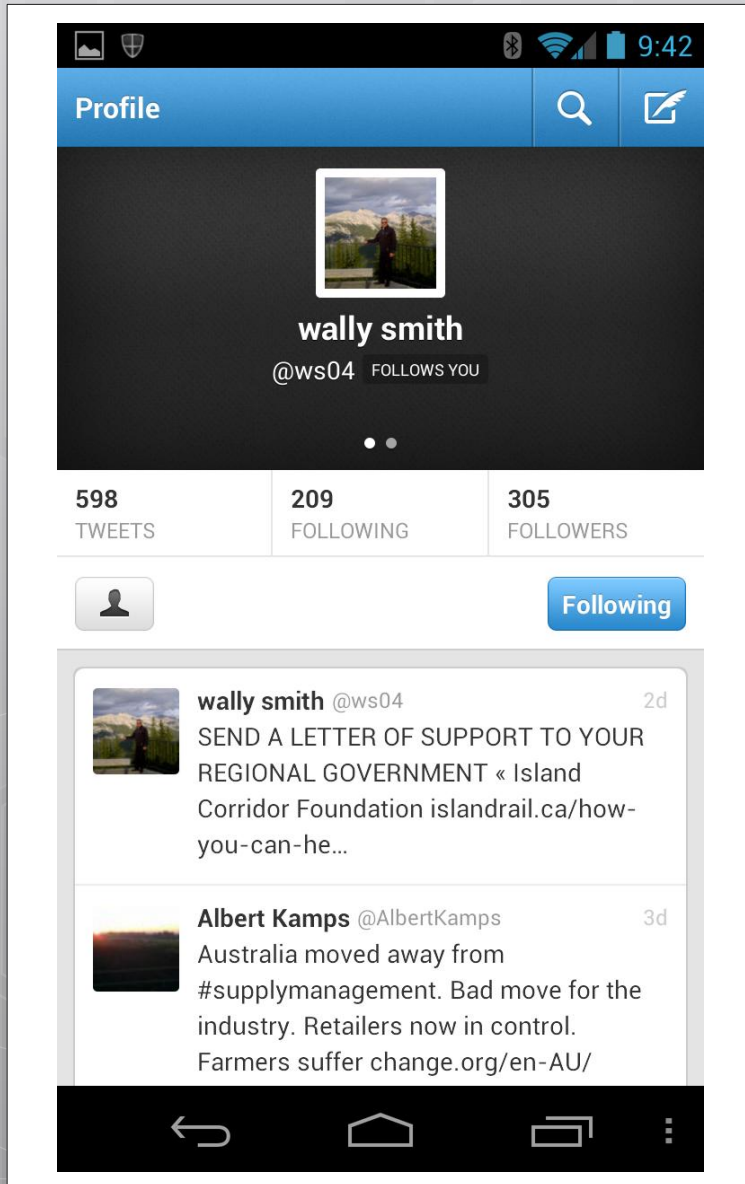 9:42
Profile
wally smith
@ws04 FOLLOWS YOU
598 209 305
TWEETS FOLLOWING FOLLOWERS
Following
wally smith @ws04 2d
SEND A LETTER OF SUPPORT TO YOUR
REGIONAL GOVERNMENT « Island
Corridor Foundation islandrail.ca/how-
you-can-he…
Albert Kamps @AlbertKamps 3d
Australia moved away from
#supplymanagement. Bad move for the
industry. Retailers now in control.
Farmers suffer change.org/en-AU/